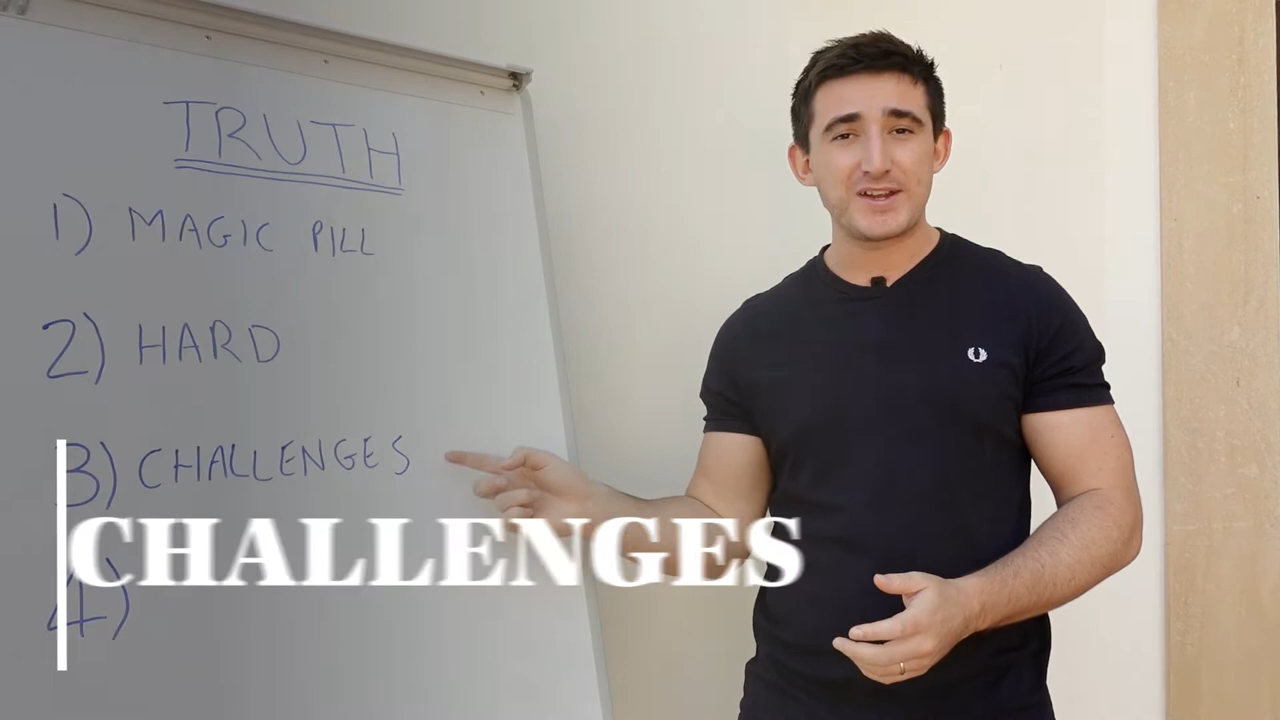 TRUTH
1) MAGIC PILL
2) HARD
3) CHALLENGES
CHALLENGES
4)